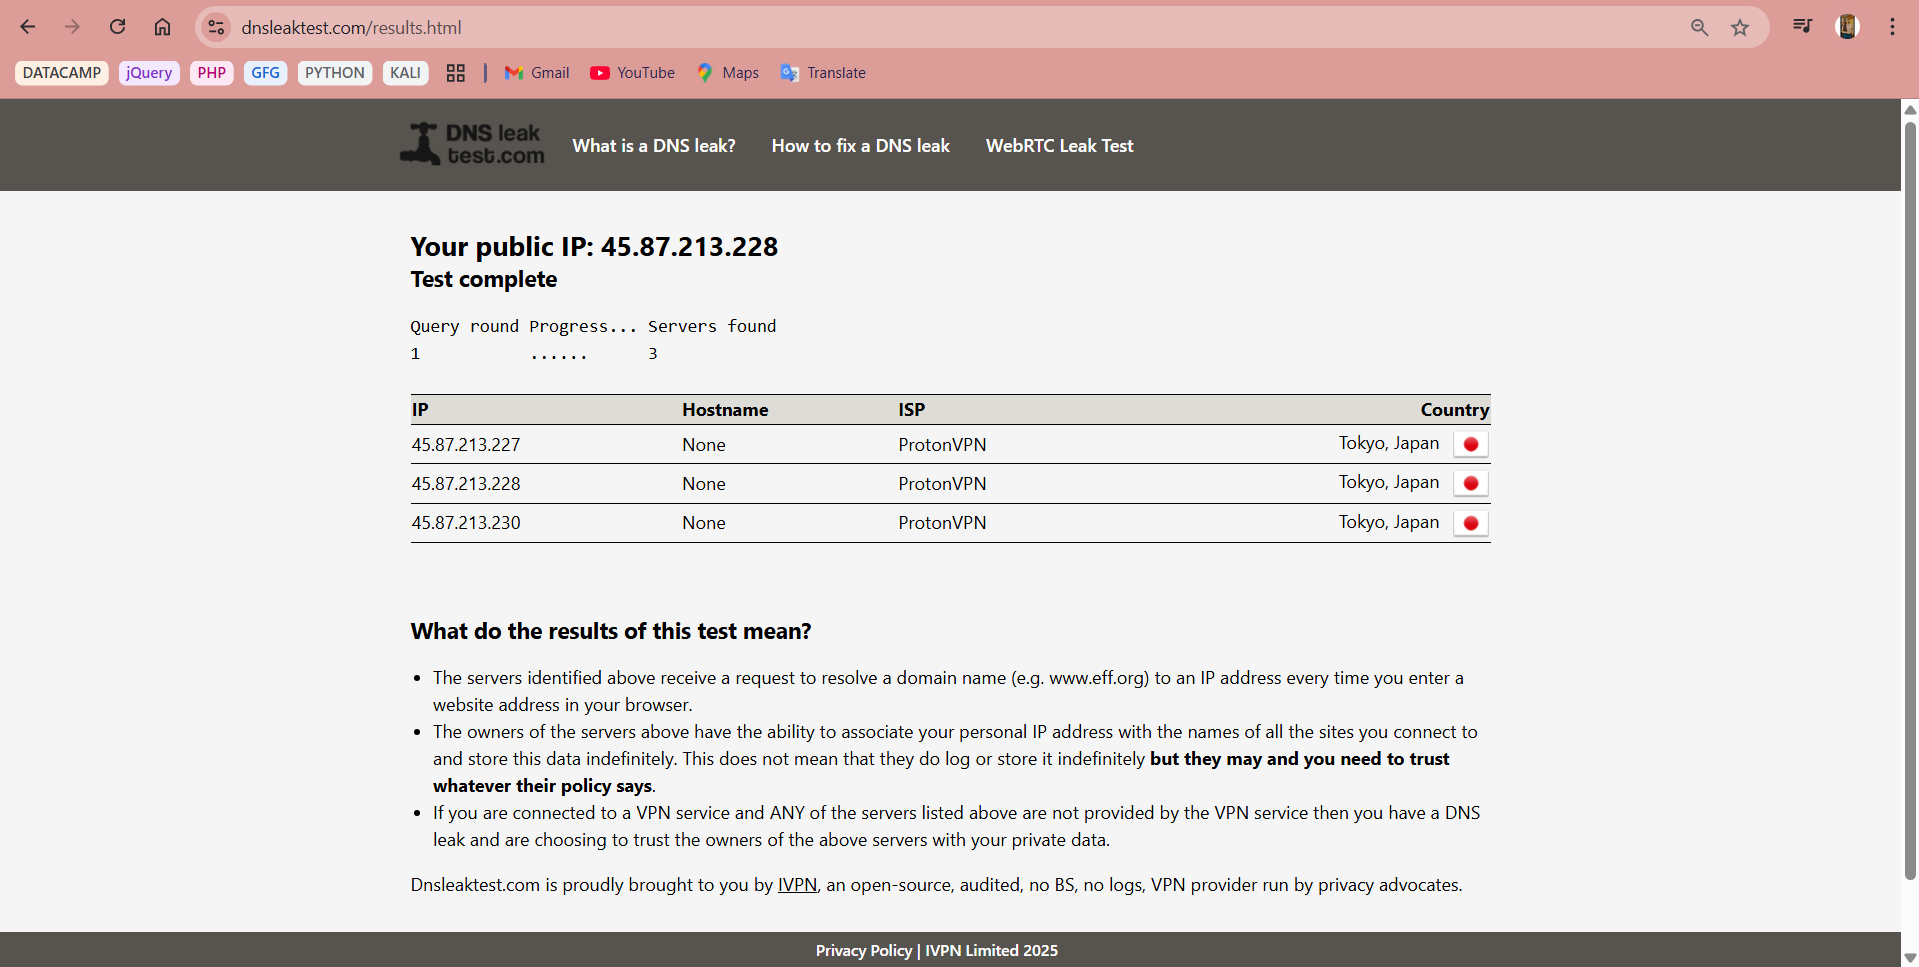 dnsleaktest.com/results.html
DATACAMP jQuery PHP GFG PYTHON KALI Gmail YouTube Maps Translate
DNS leak
test.com
What is a DNS leak? How to fix a DNS leak WebRTC Leak Test
Your public IP: 45.87.213.228
Test complete
Query round Progress... Servers found
1 ...... 3
IP Hostname ISP Country
45.87.213.227 None ProtonVPN Tokyo, Japan
45.87.213.228 None ProtonVPN Tokyo, Japan
45.87.213.230 None ProtonVPN Tokyo, Japan
What do the results of this test mean?
• The servers identified above receive a request to resolve a domain name (e.g. www.eff.org) to an IP address every time you enter a
website address in your browser.
• The owners of the servers above have the ability to associate your personal IP address with the names of all the sites you connect to
and store this data indefinitely. This does not mean that they do log or store it indefinitely but they may and you need to trust
whatever their policy says.
• If you are connected to a VPN service and ANY of the servers listed above are not provided by the VPN service then you have a DNS
leak and are choosing to trust the owners of the above servers with your private data.
Dnsleaktest.com is proudly brought to you by IVPN, an open-source, audited, no BS, no logs, VPN provider run by privacy advocates.
Privacy Policy | IVPN Limited 2025